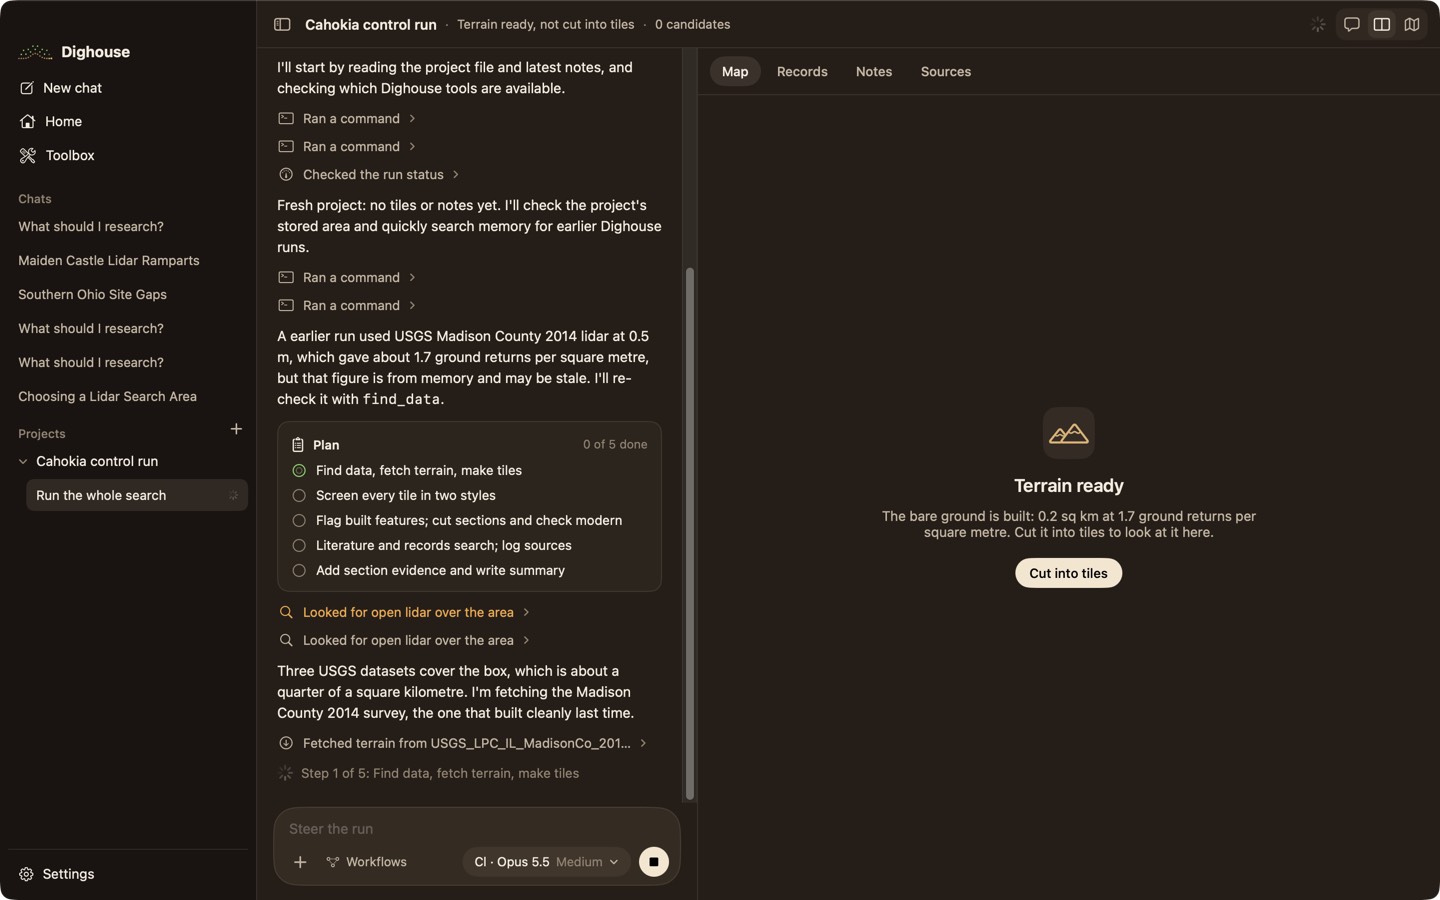 Dighouse
New chat
Home
Toolbox
Chats
What should I research?
Maiden Castle Lidar Ramparts
Southern Ohio Site Gaps
What should I research?
What should I research?
Choosing a Lidar Search Area
Projects
Cahokia control run
Run the whole search
Settings
Cahokia control run · Terrain ready, not cut into tiles · 0 candidates
I'll start by reading the project file and latest notes, and
checking which Dighouse tools are available.
Ran a command
Ran a command
Checked the run status
Fresh project: no tiles or notes yet. I'll check the project's
stored area and quickly search memory for earlier Dighouse
runs.
Ran a command
Ran a command
A earlier run used USGS Madison County 2014 lidar at 0.5
m, which gave about 1.7 ground returns per square metre,
but that figure is from memory and may be stale. I'll re-
check it with find_data.
Plan 0 of 5 done
Find data, fetch terrain, make tiles
Screen every tile in two styles
Flag built features; cut sections and check modern
Literature and records search; log sources
Add section evidence and write summary
Looked for open lidar over the area
Looked for open lidar over the area
Three USGS datasets cover the box, which is about a
quarter of a square kilometre. I'm fetching the Madison
County 2014 survey, the one that built cleanly last time.
Fetched terrain from USGS_LPC_IL_MadisonCo_201...
Step 1 of 5: Find data, fetch terrain, make tiles
Steer the run
Workflows
Cl · Opus 5.5 Medium
Map Records Notes Sources
Terrain ready
The bare ground is built: 0.2 sq km at 1.7 ground returns per
square metre. Cut it into tiles to look at it here.
Cut into tiles